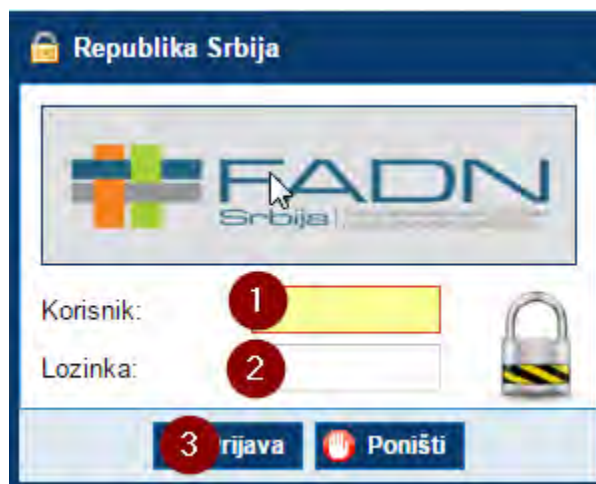 Republika Srbija
FADN
Srbija
Korisnik: 1
Lozinka: 2
3 rijava Poništi